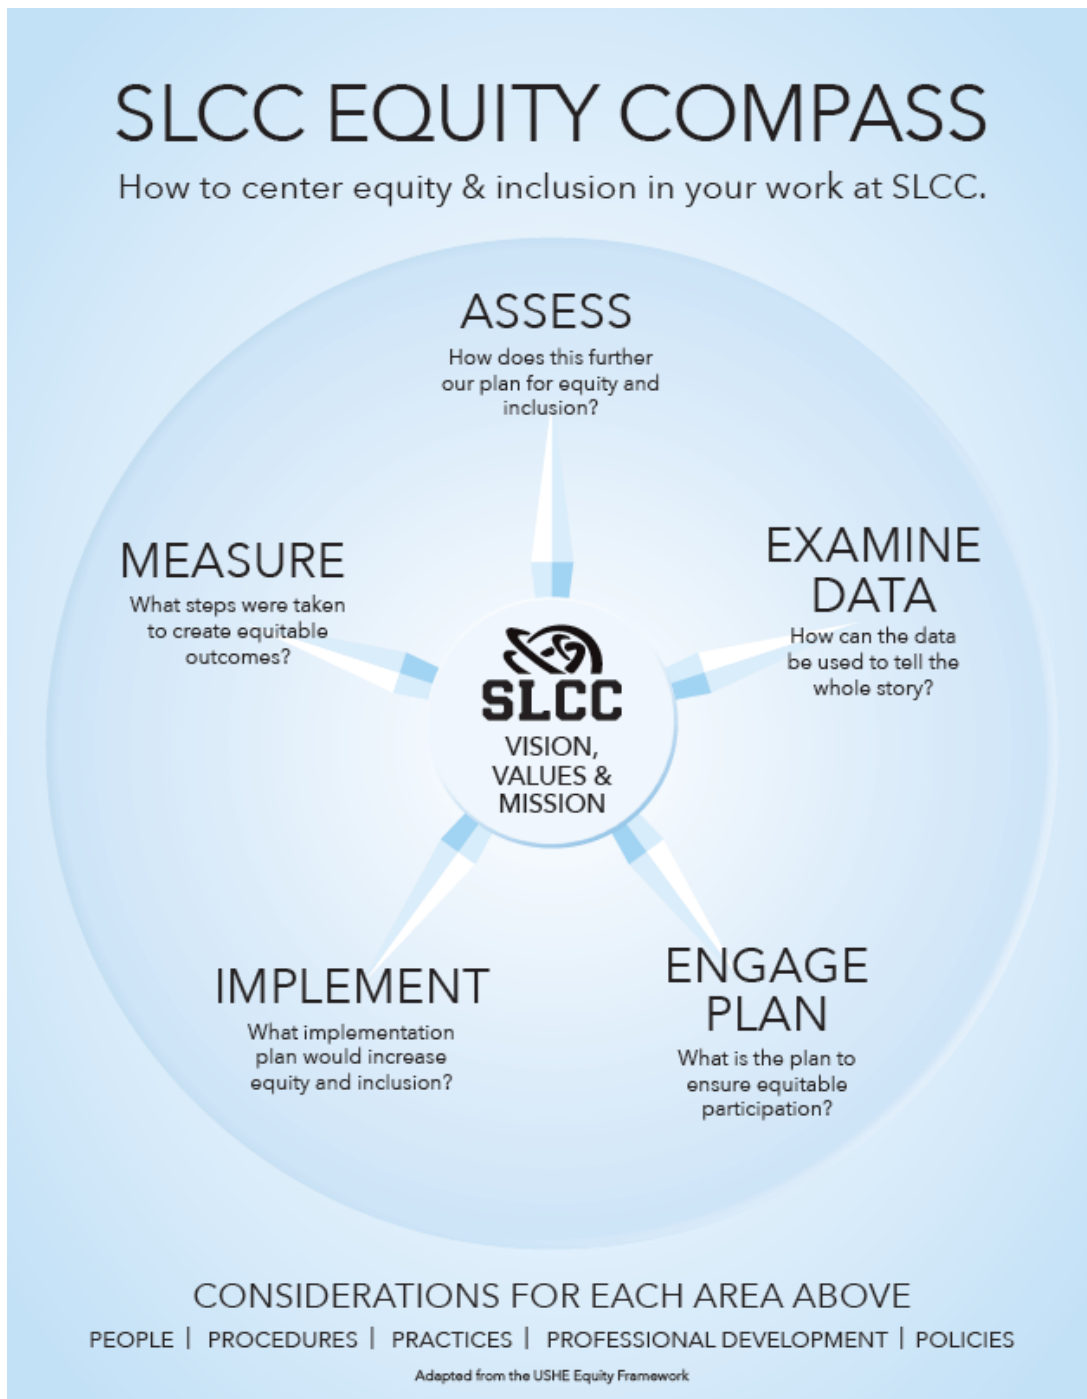 SLCC EQUITY COMPASS
How to center equity & inclusion in your work at SLCC.
ASSESS
How does this further
our plan for equity and
inclusion?
EXAMINE
DATA
How can the data
be used to tell the
whole story?
ENGAGE
PLAN
What is the plan to
ensure equitable
participation?
IMPLEMENT
What implementation
plan would increase
equity and inclusion?
MEASURE
What steps were taken
to create equitable
outcomes?
SLCC
VISION,
VALUES &
MISSION
CONSIDERATIONS FOR EACH AREA ABOVE
PEOPLE | PROCEDURES | PRACTICES | PROFESSIONAL DEVELOPMENT | POLICIES
Adapted from the USHE Equity Framework